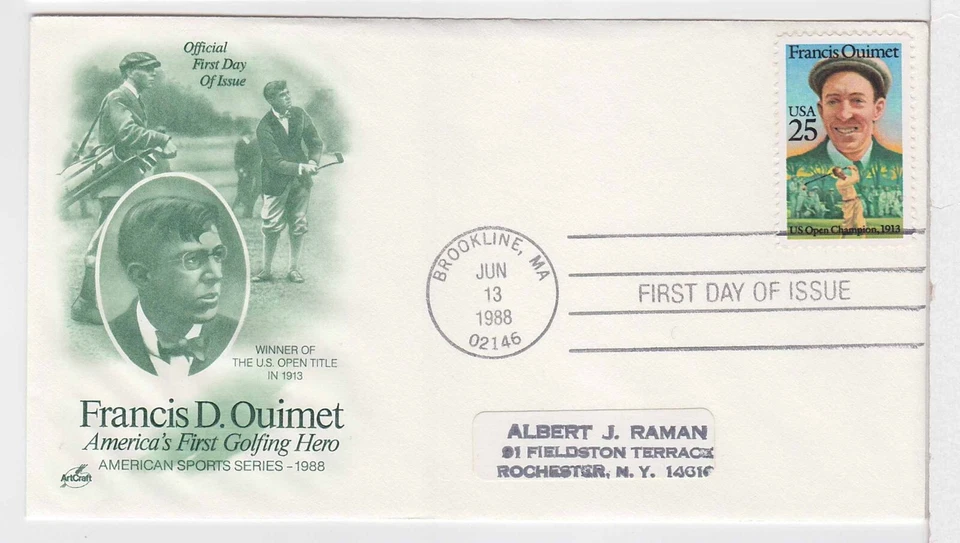 Official
First Day
Of Issue
WINNER OF
THE U.S. OPEN TITLE
IN 1913
Francis D. Ouimet
America's First Golfing Hero
AMERICAN SPORTS SERIES - 1988
ArtCraft
Francis Ouimet
USA
25
US Open Champion, 1913
BROOKLINE, MA
JUN
13
1988
02146
FIRST DAY OF ISSUE
ALBERT J. RAMAN
91 FIELDSTON TERRACE
ROCHESTER, N. Y.